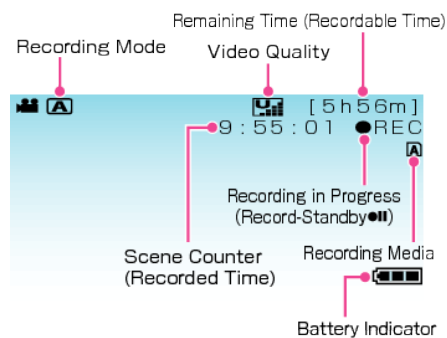 Remaining Time (Recordable Time)
Recording Mode
Video Quality
A
[5h56m]
9:55:01 ●REC
A
Recording in Progress
(Record-Standby●II)
Scene Counter
(Recorded Time)
Recording Media
Battery Indicator